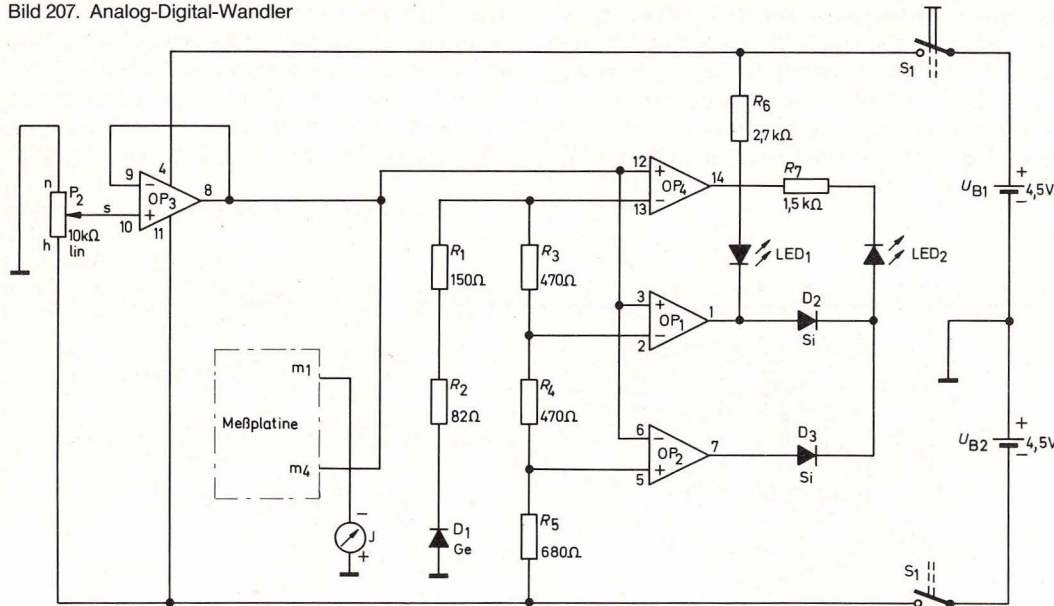 Bild 207. Analog-Digital-Wandler
S1
R6
2,7 kΩ
UB1
+
4,5V
−
n
P2
s
h
10kΩ
lin
9
−
4
OP3
8
+
10
11
12
+
OP4
14
−
13
R7
1,5 kΩ
R1
150Ω
R3
470Ω
LED1
LED2
3
+
OP1
1
−
2
D2
Si
m1
Meßplatine
m4
R2
82Ω
R4
470Ω
6
−
OP2
7
+
5
D3
Si
UB2
+
4,5V
−
−
J
+
D1
Ge
R5
680Ω
S1